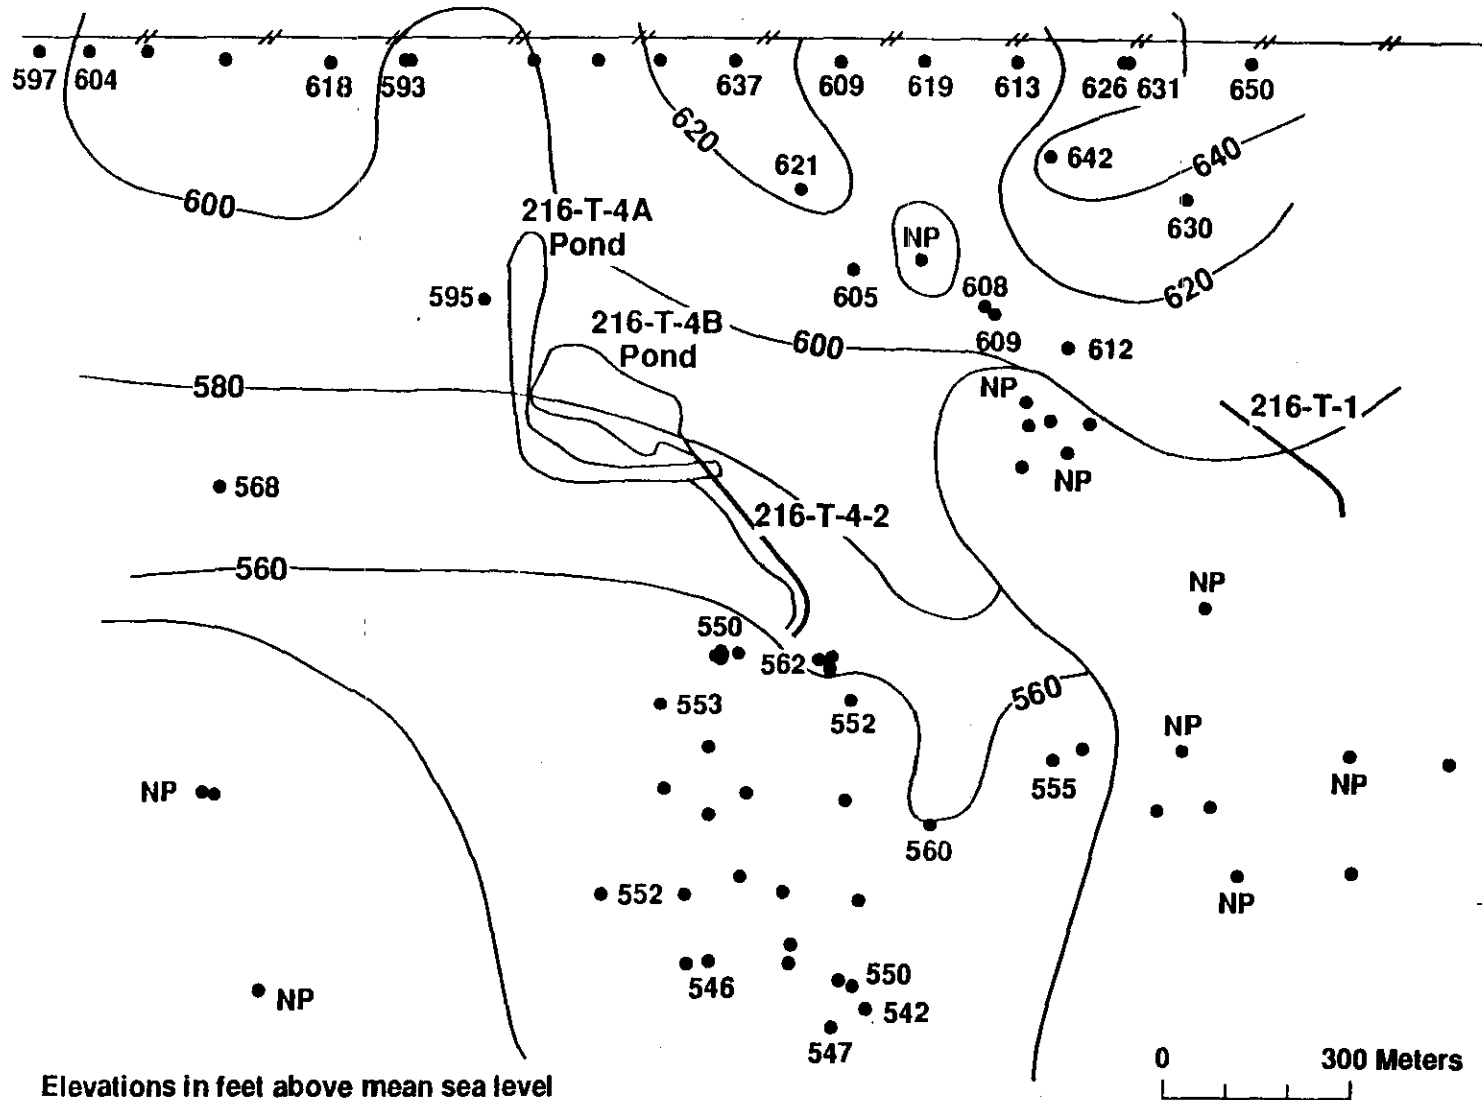 597
604
618
593
637
609
619
613
626
631
650
620
621
642
640
630
600
216-T-4A
Pond
NP
595
605
608
620
216-T-4B
Pond
609
600
612
580
NP
216-T-1
568
NP
216-T-4-2
560
NP
550
562
553
552
560
NP
NP
555
NP
560
552
NP
NP
546
550
542
547
0
300 Meters
Elevations in feet above mean sea level